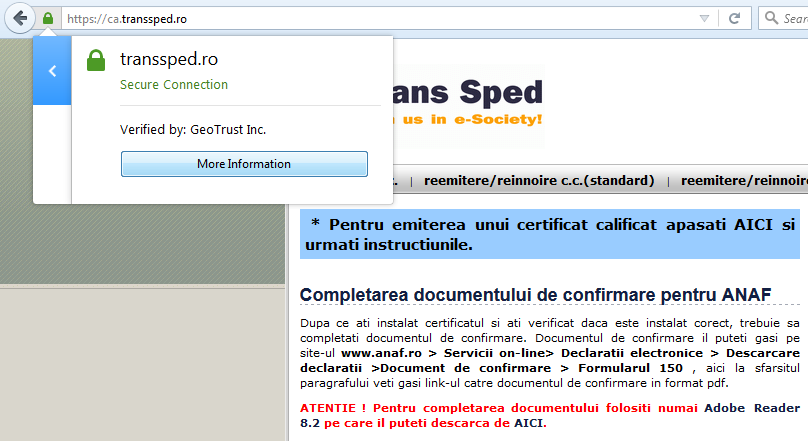 https://ca.transsped.ro
Search
transsped.ro
Secure Connection
Verified by: GeoTrust Inc.
More Information
ans Sped
us in e-Society!
reemitere/reinnoire c.c.(standard) | reemitere/reinnoire
* Pentru emiterea unui certificat calificat apasati AICI si
urmati instructiunile.
Completarea documentului de confirmare pentru ANAF
Dupa ce ati instalat certificatul si ati verificat daca este instalat corect, trebuie sa
completati documentul de confirmare. Documentul de confirmare il puteti gasi pe
site-ul www.anaf.ro > Servicii on-line> Declaratii electronice > Descarcare
declaratii >Document de confirmare > Formularul 150 , aici la sfarsitul
paragrafului veti gasi link-ul catre documentul de confirmare in format pdf.
ATENTIE ! Pentru completarea documentului folositi numai Adobe Reader
8.2 pe care il puteti descarca de AICI.